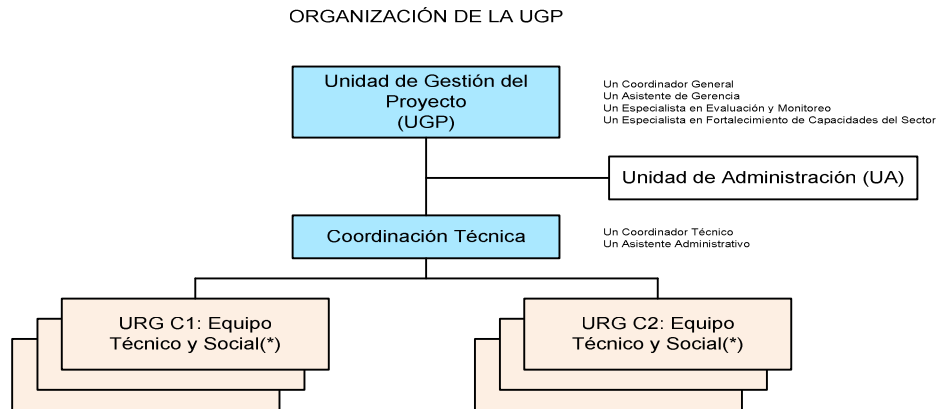 ORGANIZACIÓN DE LA UGP
Unidad de Gestión del
Proyecto
(UGP)
Un Coordinador General
Un Asistente de Gerencia
Un Especialista en Evaluación y Monitoreo
Un Especialista en Fortalecimiento de Capacidades del Sector
Unidad de Administración (UA)
Coordinación Técnica
Un Coordinador Técnico
Un Asistente Administrativo
URG C1: Equipo
Técnico y Social(*)
URG C2: Equipo
Técnico y Social(*)